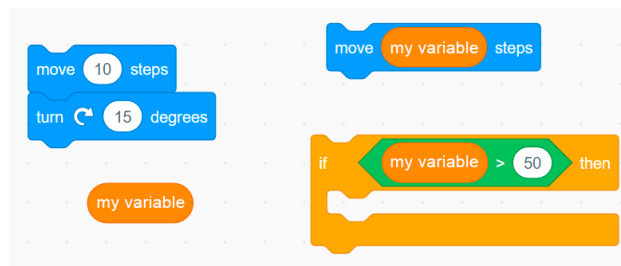 move 10 steps
turn 15 degrees
my variable
move my variable steps
if my variable > 50 then